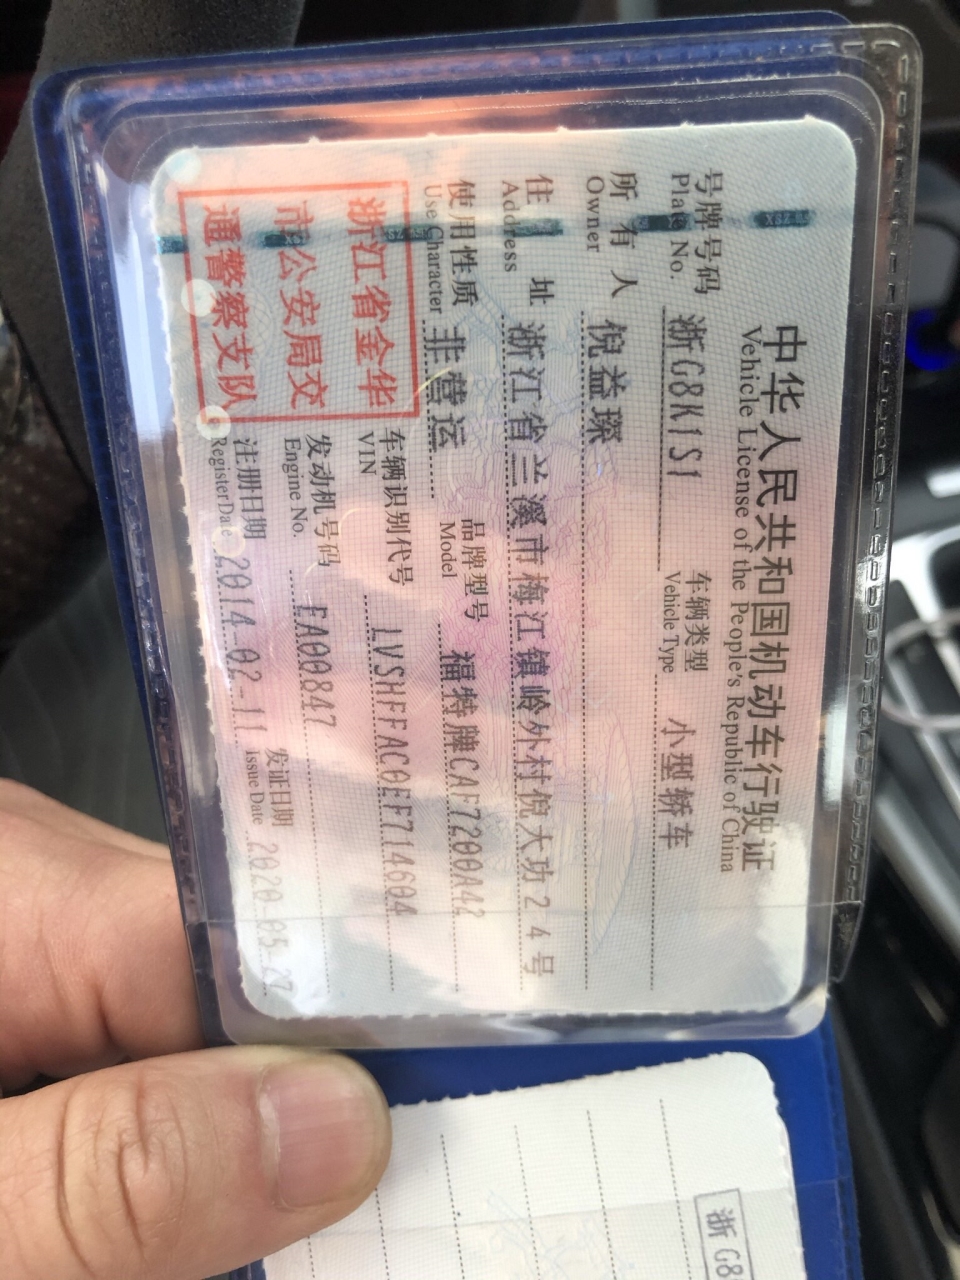 中华人民共和国机动车行驶证
Vehicle License of the People's Republic of China
号牌号码 浙G8K1S1 车辆类型 小型轿车
Plate No. Vehicle Type
所有人 倪益琛
Owner
住址 浙江省兰溪市梅江镇岭外村倪大功24号
Address
使用性质 非营运 品牌型号 福特牌CAF7200A42
Use Character Model
浙江省金华
市公安局交
通警察支队
车辆识别代号 LVSHFFAC0EF714604
VIN
发动机号码 EA00847
Engine No.
注册日期 2014-02-11 发证日期 2020-05-27
Register Date Issue Date
浙G8